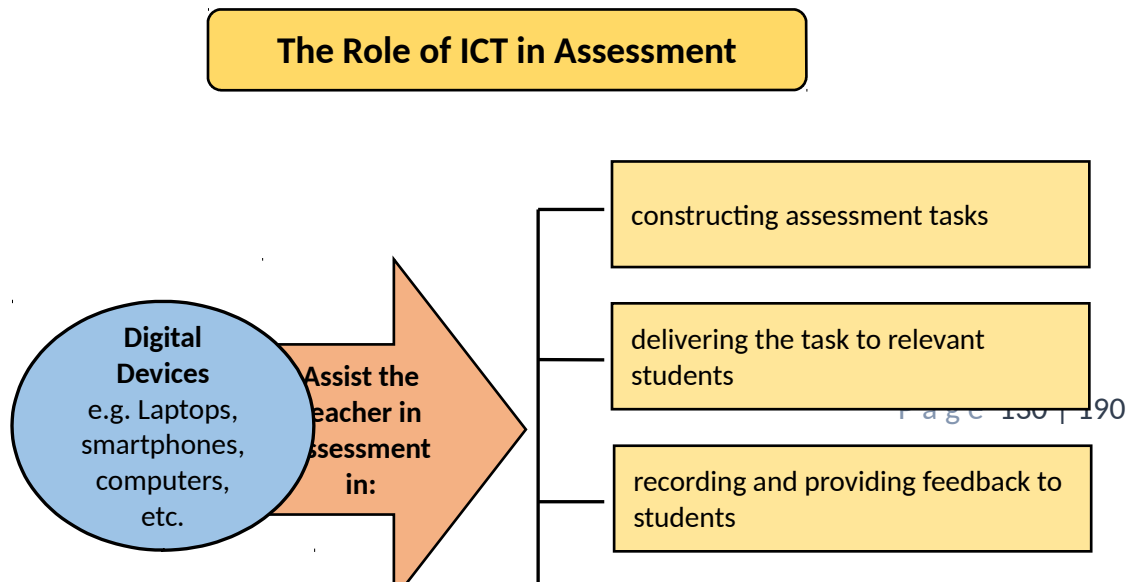 The Role of ICT in Assessment
constructing assessment tasks
delivering the task to relevant
students
recording and providing feedback to
students
Digital
Devices
e.g. Laptops,
smartphones,
computers,
etc.
Assist the
eacher in
ssessment
in:
190